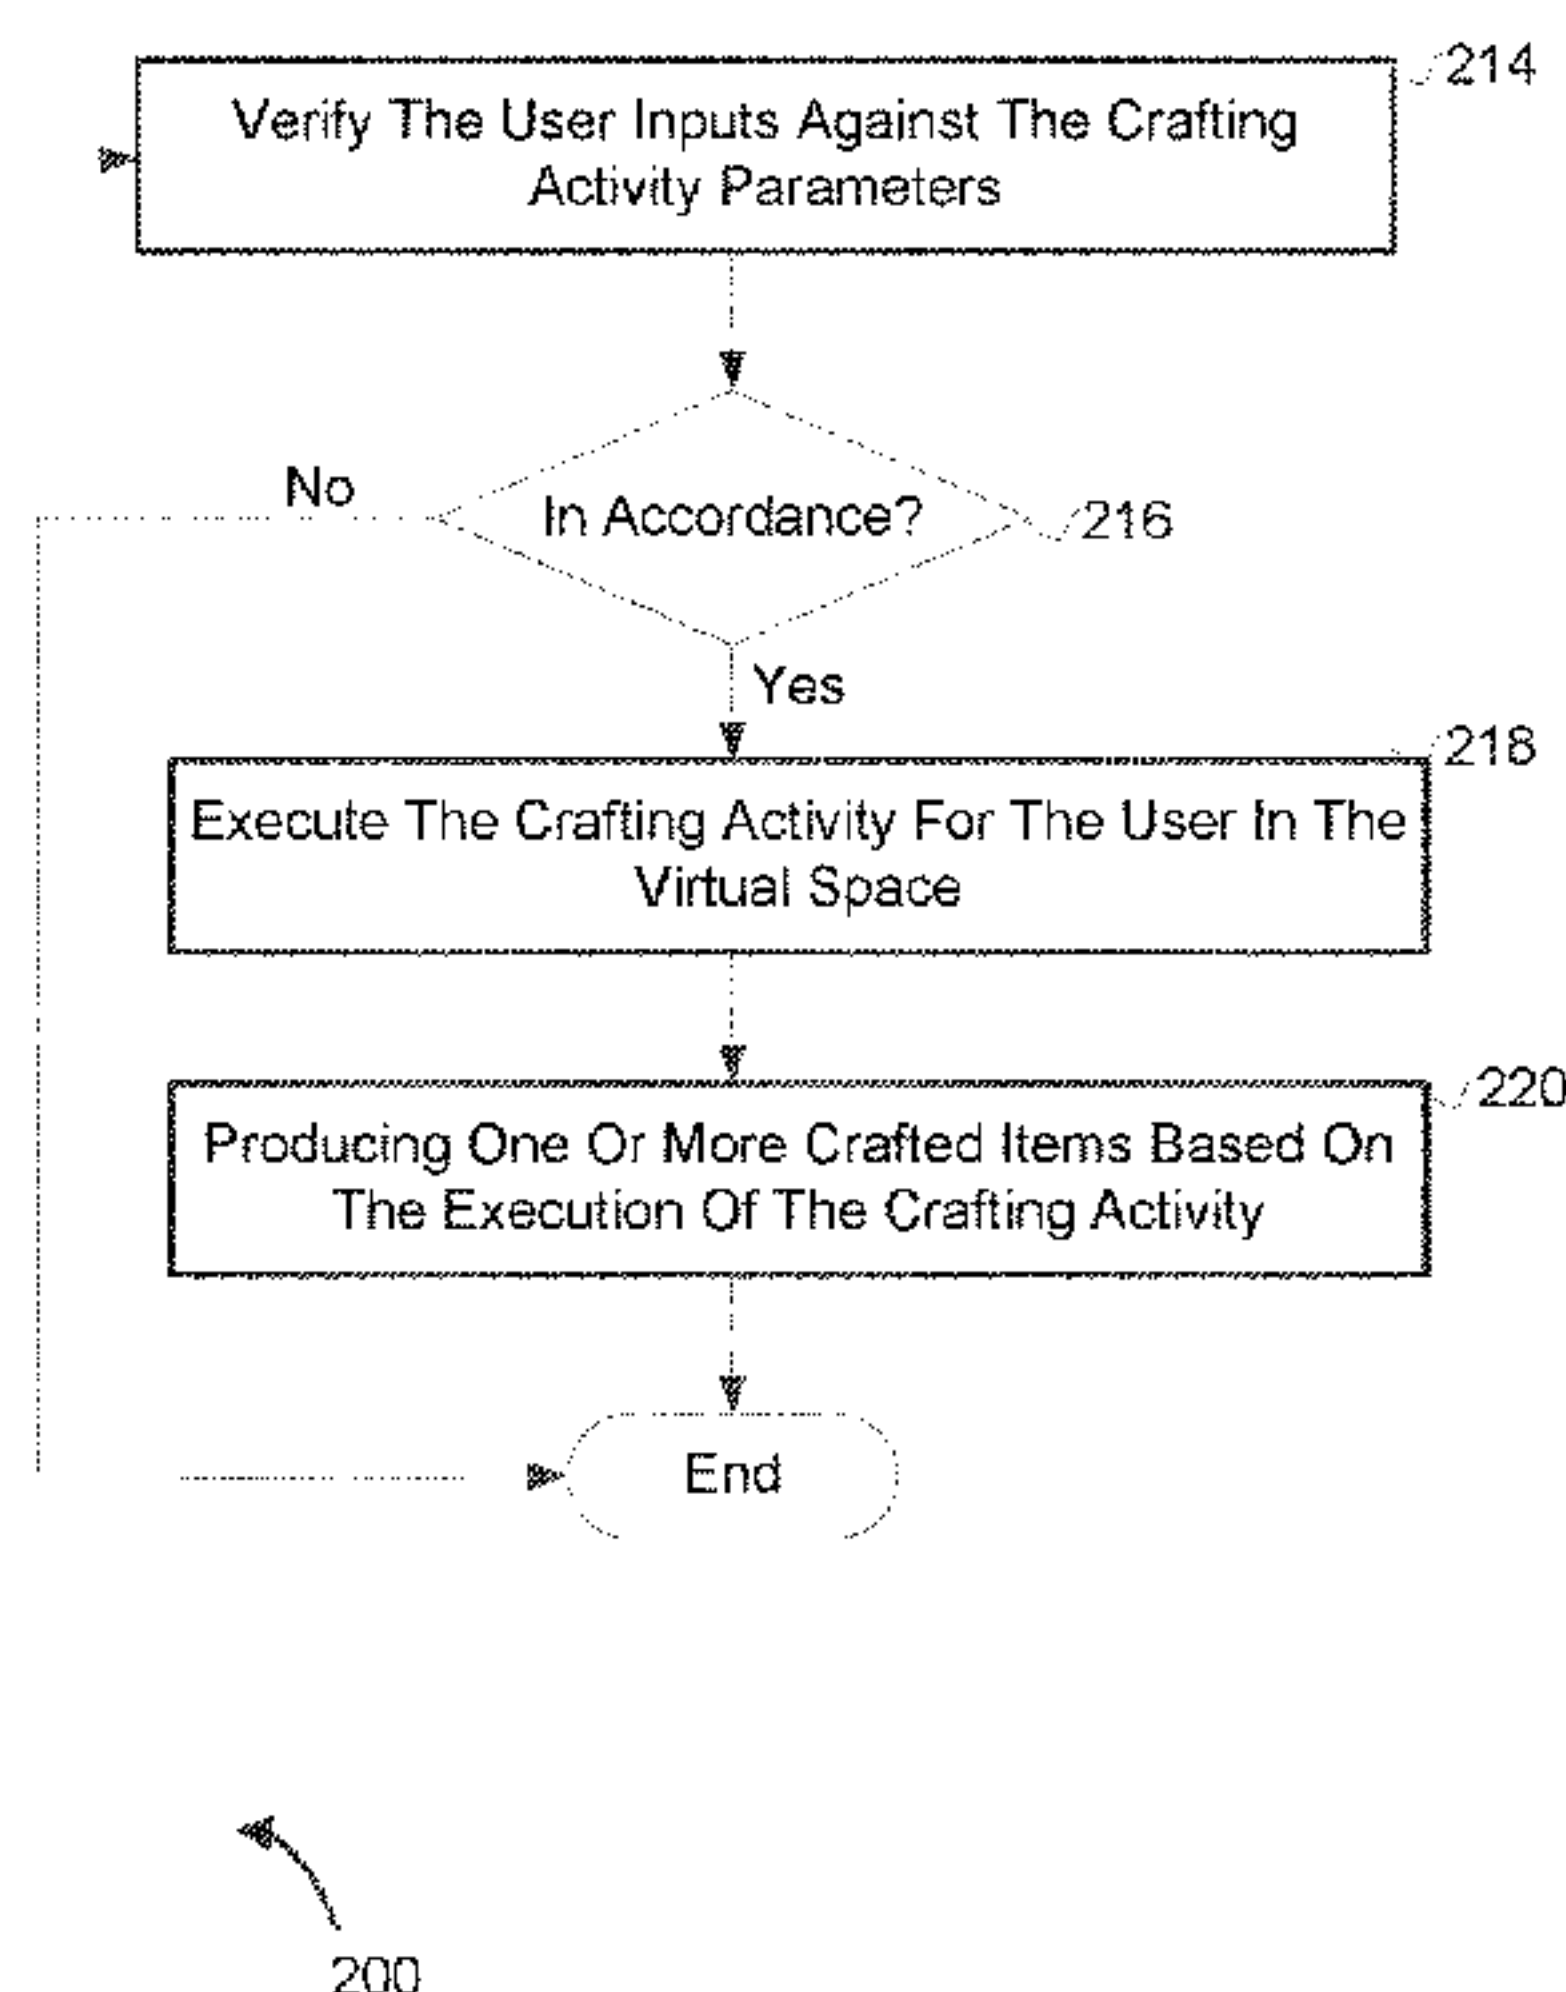 214
Verify The User Inputs Against The Crafting
Activity Parameters
No
In Accordance?
216
Yes
218
Execute The Crafting Activity For The User In The
Virtual Space
220
Producing One Or More Crafted Items Based On
The Execution Of The Crafting Activity
End
200